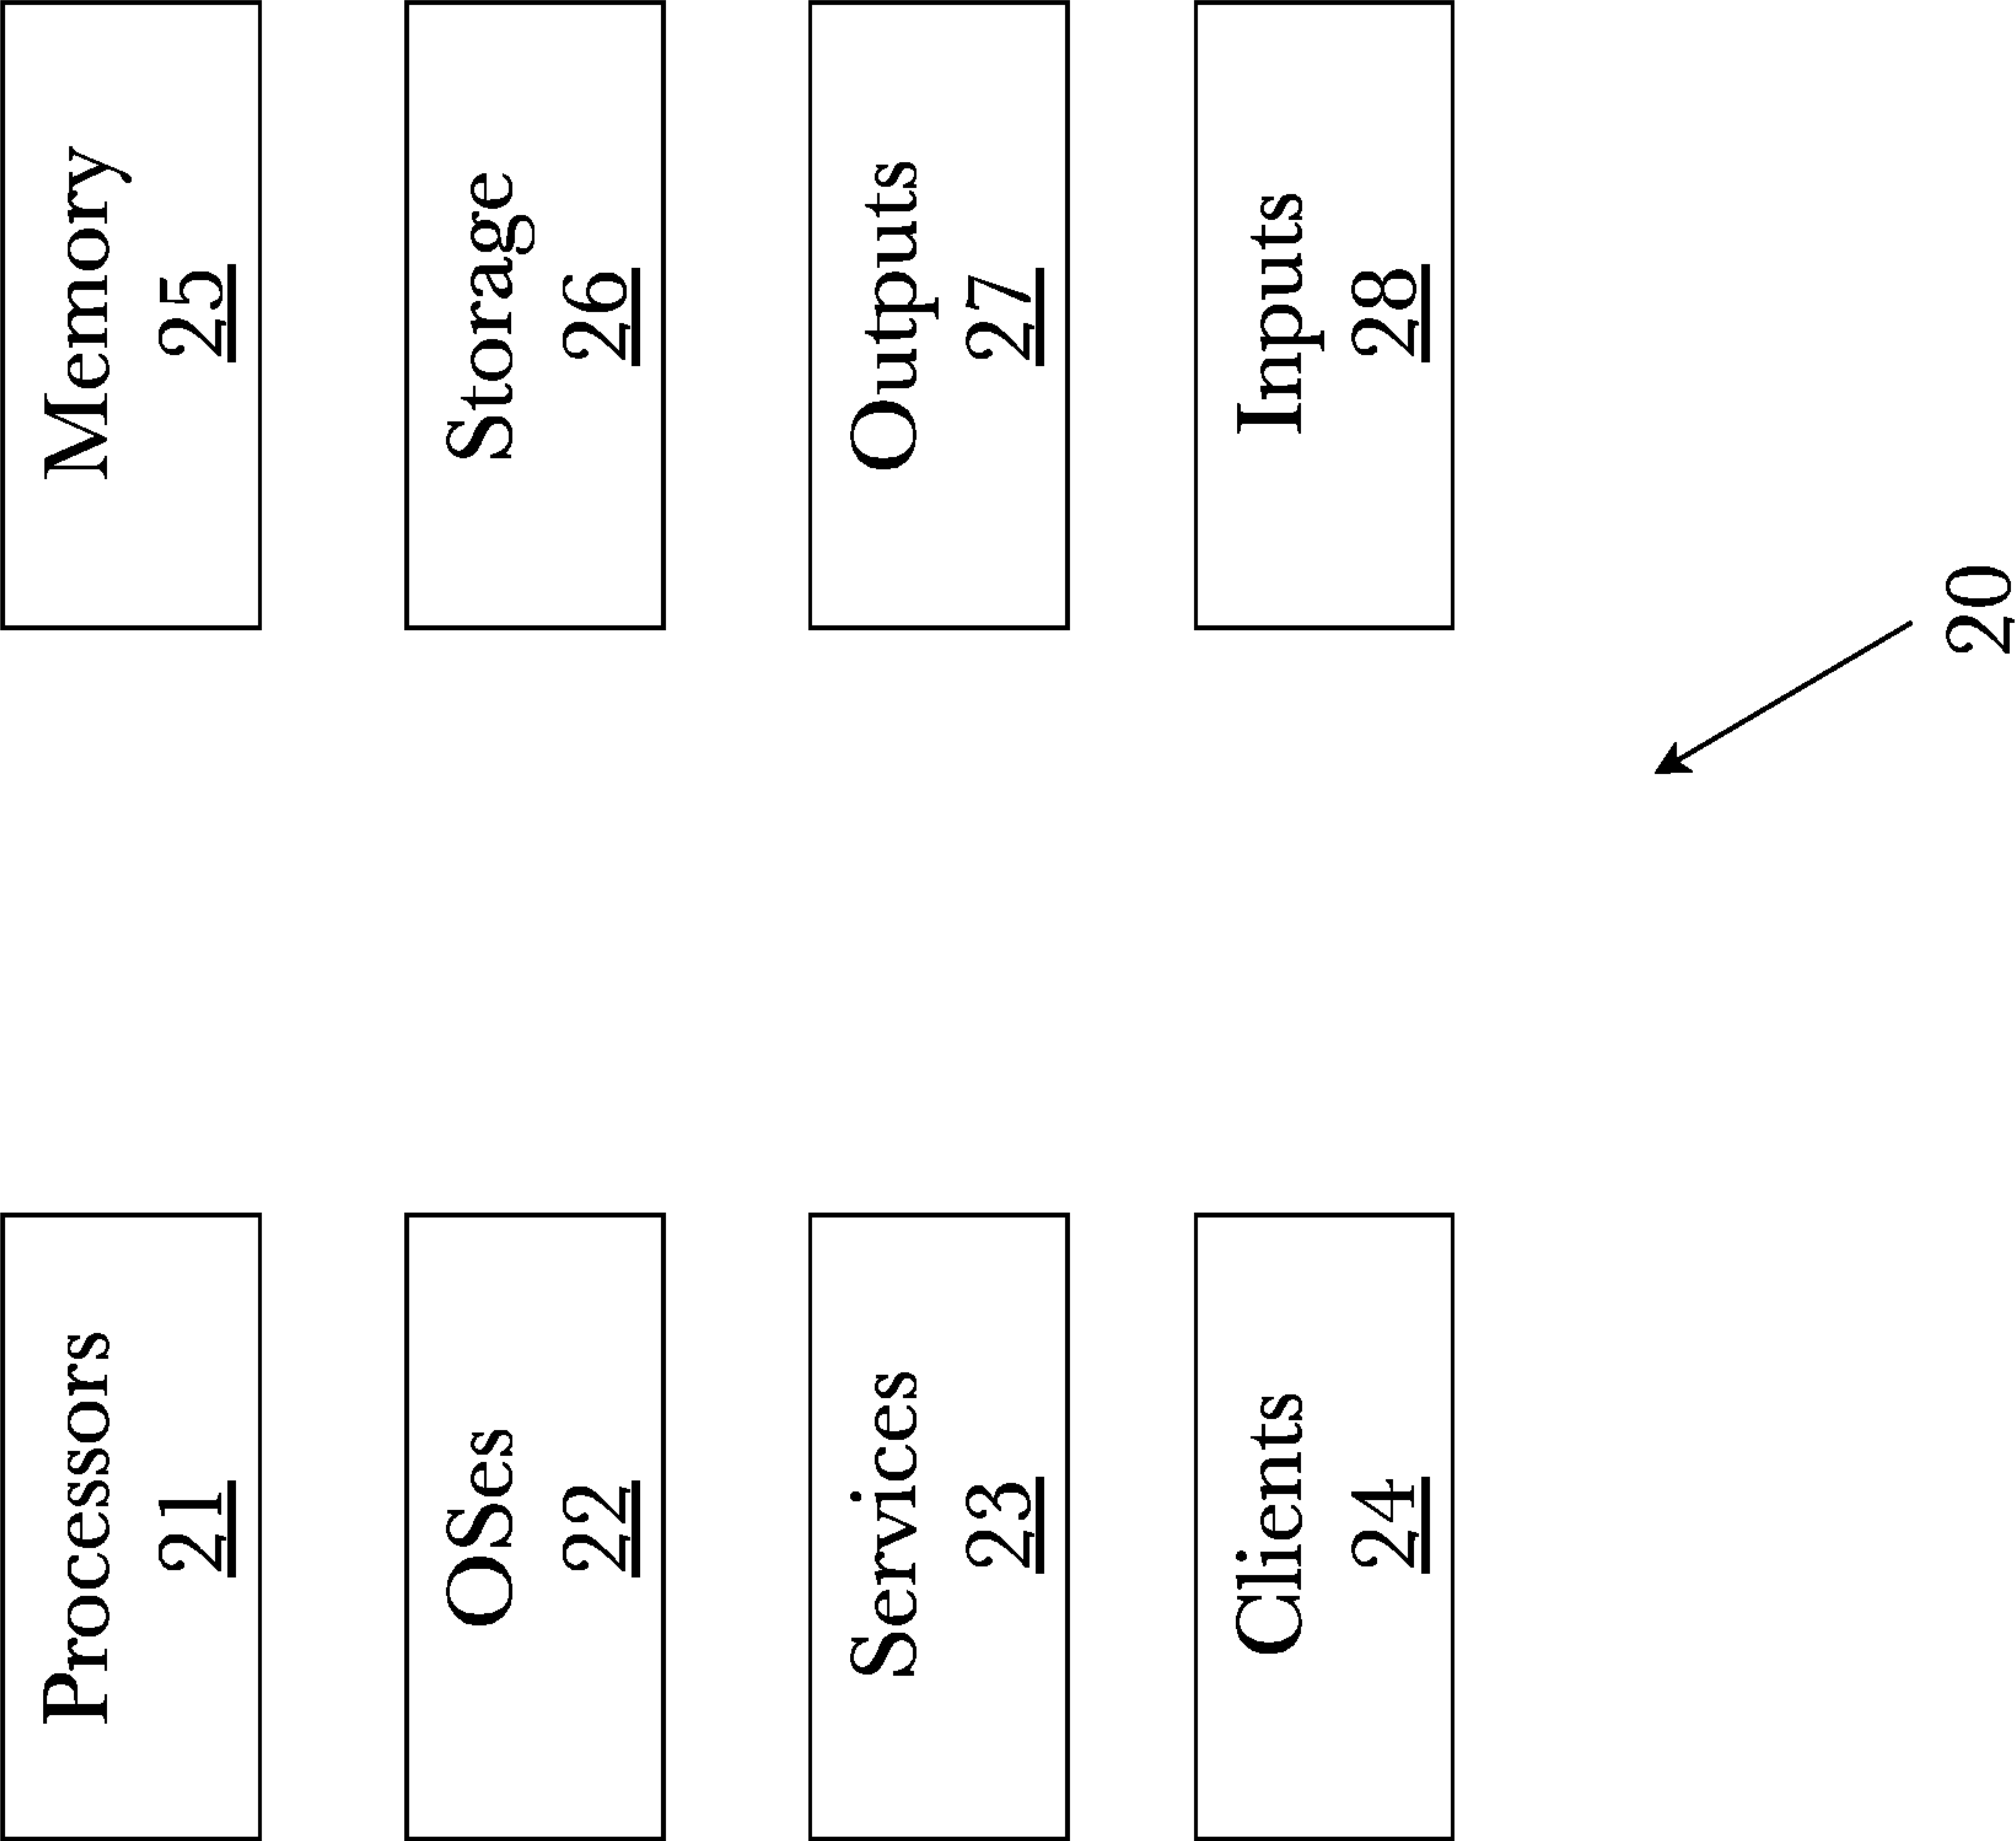 Processors
21
OSes
22
Services
23
Clients
24
Memory
25
Storage
26
Outputs
27
Inputs
28
20